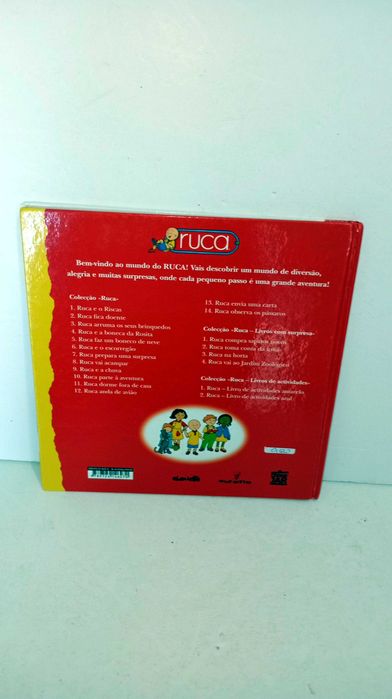 ruca
Bem-vindo ao mundo do RUCA! Vais descobrir um mundo de diversão,
alegria e muitas surpresas, onde cada pequeno passo é uma grande aventura!
Colecção «Ruca»
1. Ruca e o Riscas
2. Ruca fica doente
3. Ruca arruma os seus brinquedos
4. Ruca e a boneca da Rosita
5. Ruca faz um boneco de neve
6. Ruca e o escorregão
7. Ruca prepara uma surpresa
8. Ruca vai acampar
9. Ruca e a chuva
10. Ruca parte à aventura
11. Ruca dorme fora de casa
12. Ruca anda de avião
13. Ruca envia uma carta
14. Ruca observa os pássaros
Colecção «Ruca – Livros com surpresa»
1. Ruca compra sapatos novos
2. Ruca toma conta da irmã
3. Ruca na horta
4. Ruca vai ao Jardim Zoológico
Colecção «Ruca – Livros de actividades»
1. Ruca – Livro de actividades amarelo
2. Ruca – Livro de actividades azul